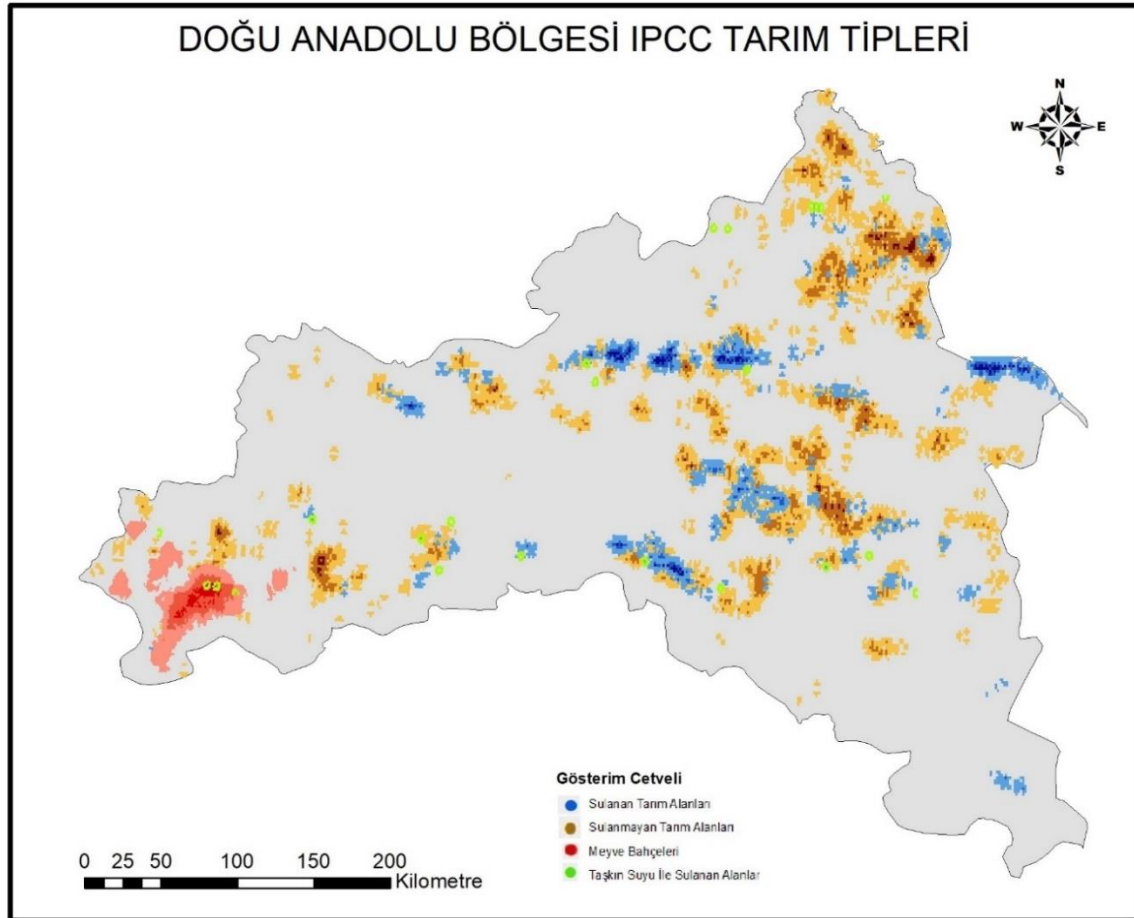 DOĞU ANADOLU BÖLGESİ IPCC TARIM TİPLERİ
N
W E
S
Gösterim Cetveli
Sulanan Tarım Alanları
Sulanmayan Tarım Alanları
Meyve Bahçeleri
Taşkın Suyu İle Sulanan Alanlar
0 25 50 100 150 200
Kilometre